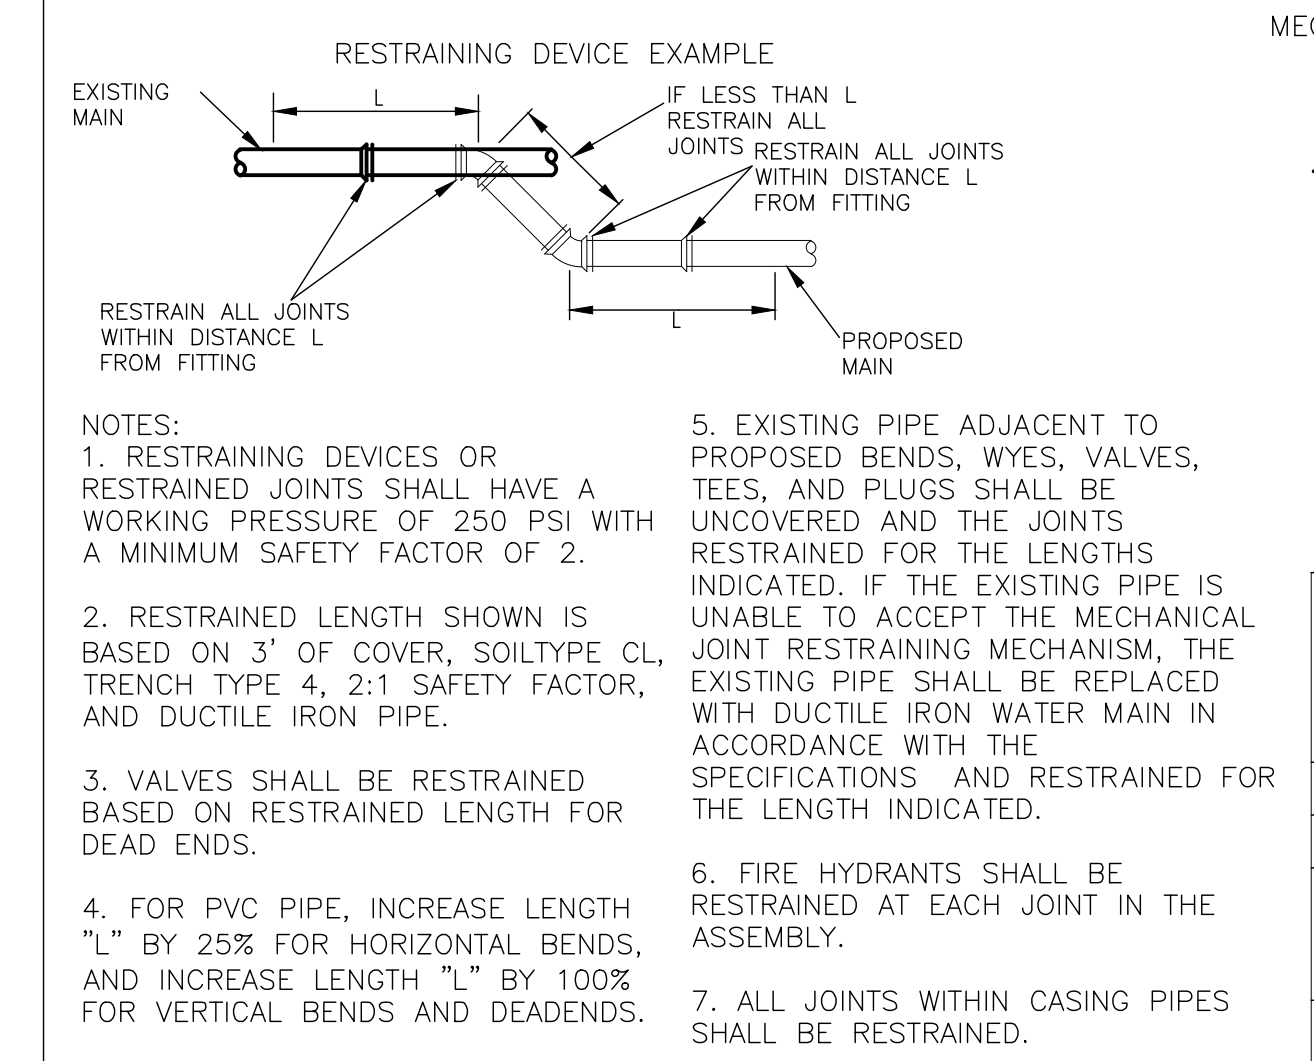 MEC
RESTRAINING DEVICE EXAMPLE
EXISTING
MAIN
L
IF LESS THAN L
RESTRAIN ALL
JOINTS
RESTRAIN ALL JOINTS
WITHIN DISTANCE L
FROM FITTING
RESTRAIN ALL JOINTS
WITHIN DISTANCE L
FROM FITTING
L
PROPOSED
MAIN
NOTES:
1. RESTRAINING DEVICES OR
RESTRAINED JOINTS SHALL HAVE A
WORKING PRESSURE OF 250 PSI WITH
A MINIMUM SAFETY FACTOR OF 2.
2. RESTRAINED LENGTH SHOWN IS
BASED ON 3' OF COVER, SOILTYPE CL,
TRENCH TYPE 4, 2:1 SAFETY FACTOR,
AND DUCTILE IRON PIPE.
3. VALVES SHALL BE RESTRAINED
BASED ON RESTRAINED LENGTH FOR
DEAD ENDS.
4. FOR PVC PIPE, INCREASE LENGTH
"L" BY 25% FOR HORIZONTAL BENDS,
AND INCREASE LENGTH "L" BY 100%
FOR VERTICAL BENDS AND DEADENDS.
5. EXISTING PIPE ADJACENT TO
PROPOSED BENDS, WYES, VALVES,
TEES, AND PLUGS SHALL BE
UNCOVERED AND THE JOINTS
RESTRAINED FOR THE LENGTHS
INDICATED. IF THE EXISTING PIPE IS
UNABLE TO ACCEPT THE MECHANICAL
JOINT RESTRAINING MECHANISM, THE
EXISTING PIPE SHALL BE REPLACED
WITH DUCTILE IRON WATER MAIN IN
ACCORDANCE WITH THE
SPECIFICATIONS  AND RESTRAINED FOR
THE LENGTH INDICATED.
6. FIRE HYDRANTS SHALL BE
RESTRAINED AT EACH JOINT IN THE
ASSEMBLY.
7. ALL JOINTS WITHIN CASING PIPES
SHALL BE RESTRAINED.